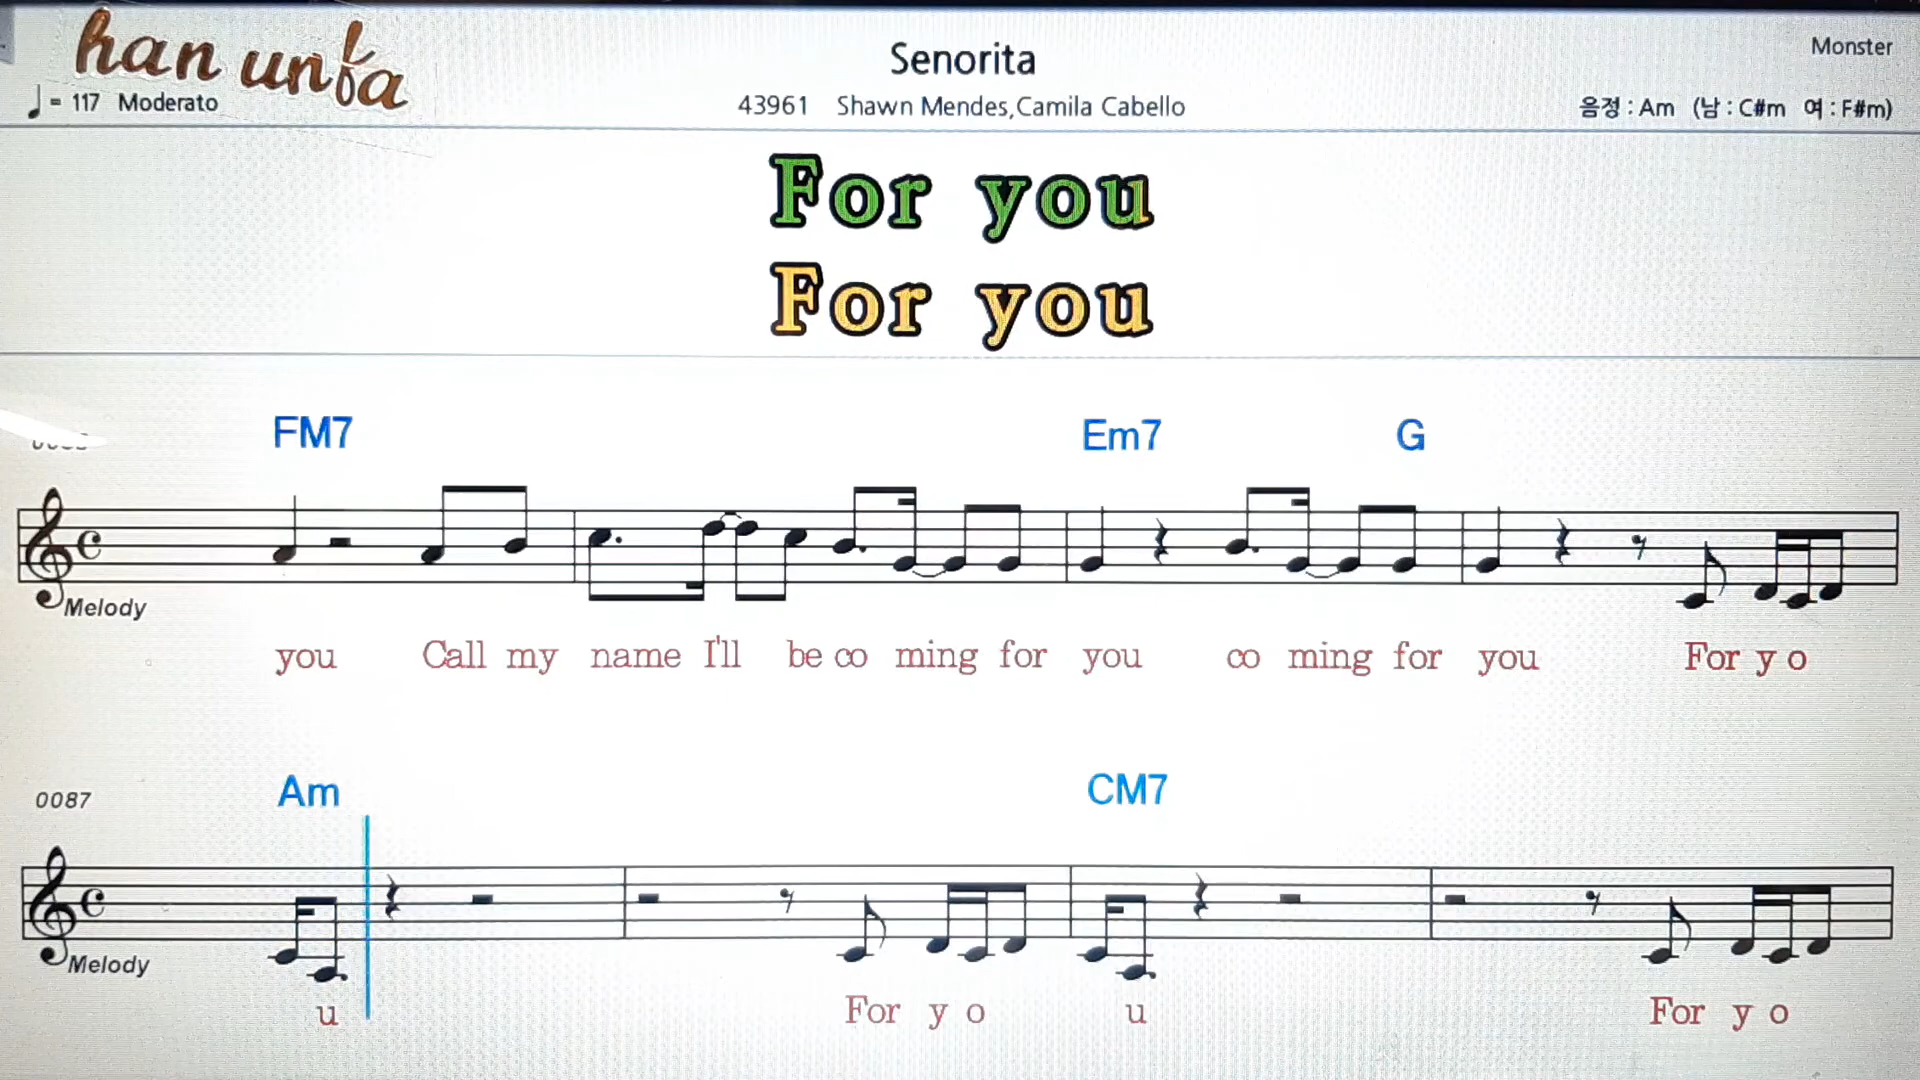 han unfa
Senorita
Monster
♩= 117 Moderato
43961 Shawn Mendes,Camila Cabello
음정 : Am (남 : C#m 여 : F#m)
For you
For you
FM7 Em7 G
Melody
you Call my name I'll be co ming for you co ming for you For y o
0087
Am CM7
Melody
u For y o u For y o